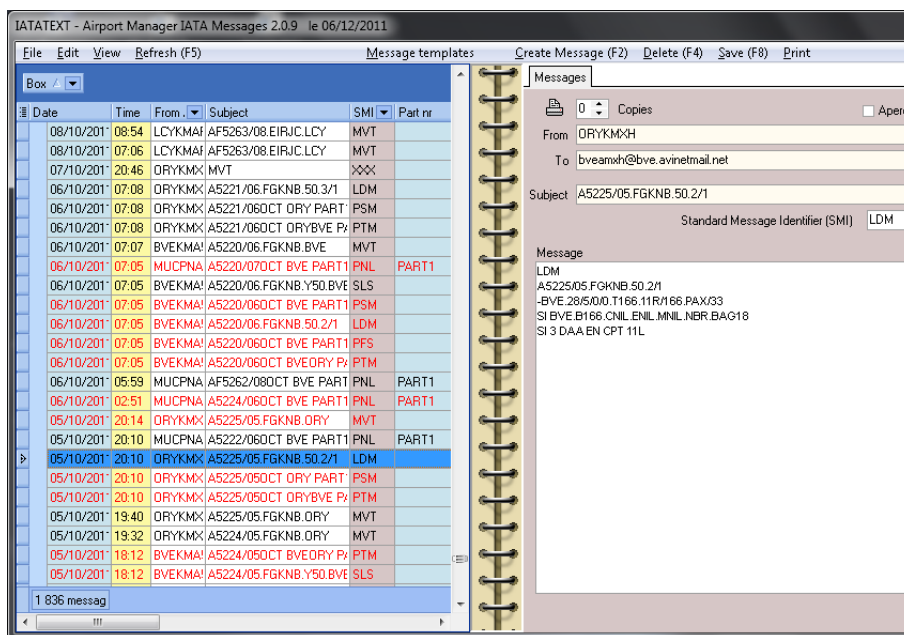 IATATEXT - Airport Manager IATA Messages 2.0.9 le 06/12/2011
File Edit View Refresh (F5) Message templates Create Message (F2) Delete (F4) Save (F8) Print
Box
Date Time From . Subject SMI Part nr
08/10/201 08:54 LCYKMAF AF5263/08.EIRJC.LCY MVT
08/10/201 07:06 LCYKMAF AF5263/08.EIRJC.LCY MVT
07/10/201 20:46 ORYKMX MVT XXX
06/10/201 07:08 ORYKMX A5221/06.FGKNB.50.3/1 LDM
06/10/201 07:08 ORYKMX A5221/06OCT ORY PART PSM
06/10/201 07:08 ORYKMX A5221/06OCT ORYBVE PA PTM
06/10/201 07:07 BVEKMA A5220/06.FGKNB.BVE MVT
06/10/201 07:05 MUCPNA A5220/07OCT BVE PART1 PNL PART1
06/10/201 07:05 BVEKMA A5220/06.FGKNB.Y50.BVE SLS
06/10/201 07:05 BVEKMA A5220/06OCT BVE PART1 PSM
06/10/201 07:05 BVEKMA A5220/06.FGKNB.50.2/1 LDM
06/10/201 07:05 BVEKMA A5220/06OCT BVE PART1 PFS
06/10/201 07:05 BVEKMA A5220/06OCT BVEORY PA PTM
06/10/201 05:59 MUCPNA AF5262/08OCT BVE PART PNL PART1
06/10/201 02:51 MUCPNA A5224/06OCT BVE PART1 PNL PART1
05/10/201 20:14 ORYKMX A5225/05.FGKNB.ORY MVT
05/10/201 20:10 MUCPNA A5222/06OCT BVE PART1 PNL PART1
05/10/201 20:10 ORYKMX A5225/05.FGKNB.50.2/1 LDM
05/10/201 20:10 ORYKMX A5225/05OCT ORY PART PSM
05/10/201 20:10 ORYKMX A5225/05OCT ORYBVE PA PTM
05/10/201 19:40 ORYKMX A5225/05.FGKNB.ORY MVT
05/10/201 19:32 ORYKMX A5224/05.FGKNB.ORY MVT
05/10/201 18:12 BVEKMA A5224/05OCT BVEORY PA PTM
05/10/201 18:12 BVEKMA A5224/05.FGKNB.Y50.BVE SLS
1 836 messag
Messages
0 Copies Aper
From ORYKMXH
To bveamxh@bve.avinetmail.net
Subject A5225/05.FGKNB.50.2/1
Standard Message Identifier (SMI) LDM
Message
LDM
A5225/05.FGKNB.50.2/1
-BVE.28/5/0/0.T166.11R/166.PAX/33
SI BVE.B166.CNIL.ENIL.MNIL.NBR.BAG18
SI 3 DAA EN CPT 11L